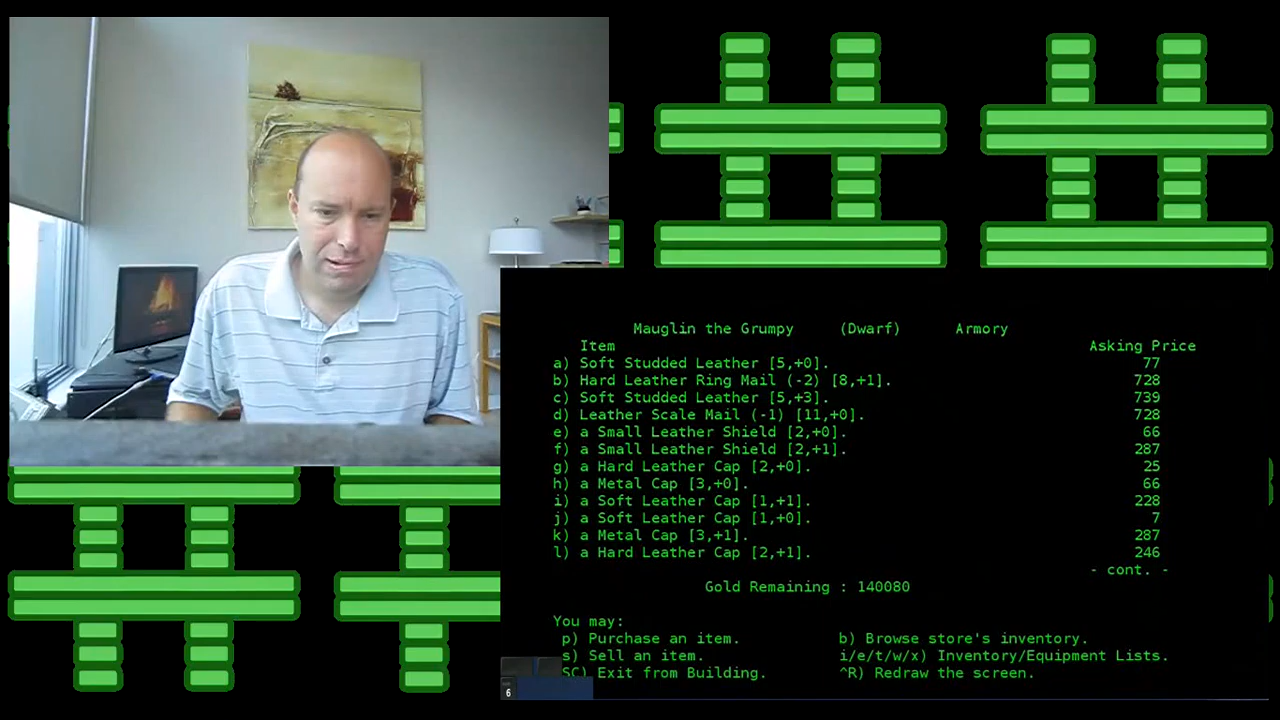 Mauglin the Grumpy (Dwarf) Armory
Item Asking Price
a) Soft Studded Leather [5,+0]. 77
b) Hard Leather Ring Mail (-2) [8,+1]. 728
c) Soft Studded Leather [5,+3]. 739
d) Leather Scale Mail (-1) [11,+0]. 728
e) a Small Leather Shield [2,+0]. 66
f) a Small Leather Shield [2,+1]. 287
g) a Hard Leather Cap [2,+0]. 25
h) a Metal Cap [3,+0]. 66
i) a Soft Leather Cap [1,+1]. 228
j) a Soft Leather Cap [1,+0]. 7
k) a Metal Cap [3,+1]. 287
l) a Hard Leather Cap [2,+1]. 246
- cont. -
Gold Remaining : 140080
You may:
p) Purchase an item. b) Browse store's inventory.
s) Sell an item. i/e/t/w/x) Inventory/Equipment Lists.
SC) Exit from Building. ^R) Redraw the screen.
6